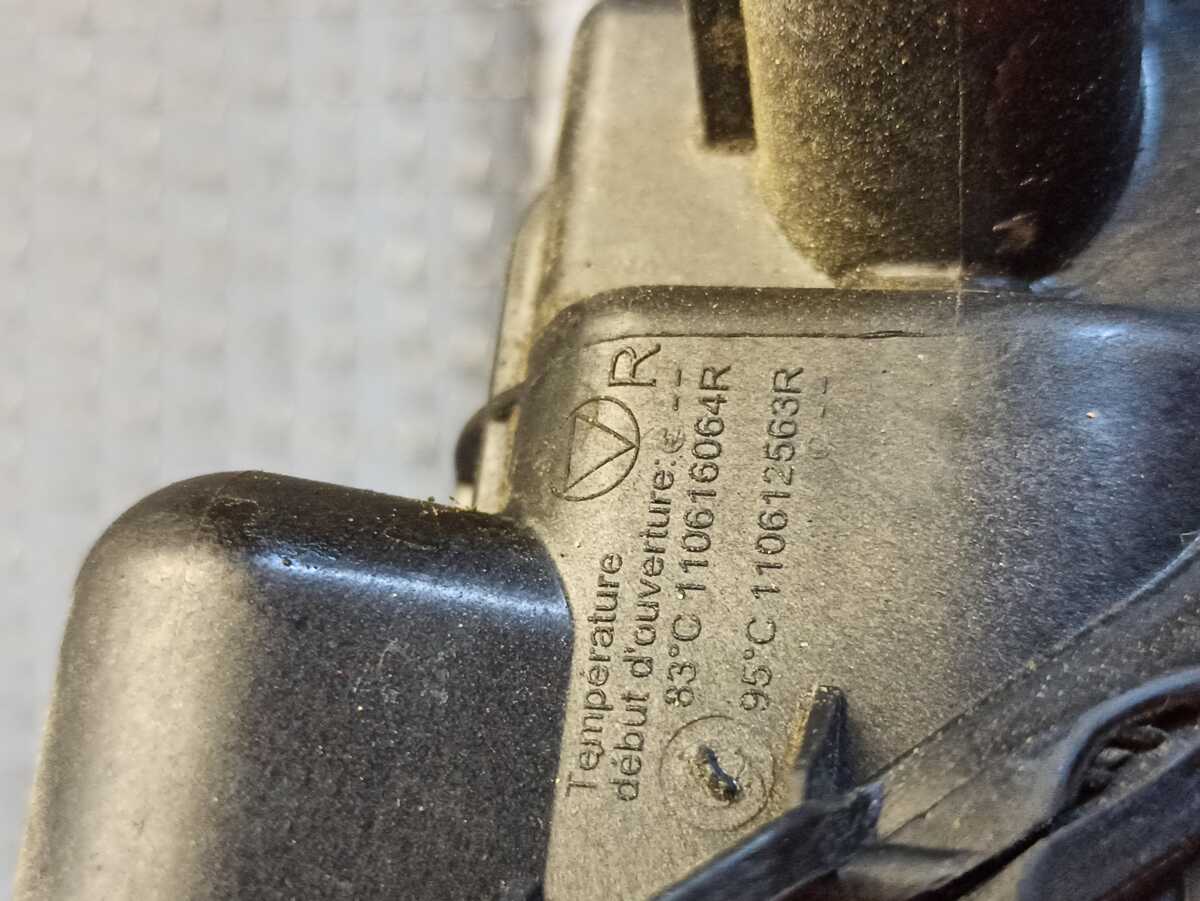 R
Température
début d'ouverture:
83°C 110616064R
95°C 110612563R